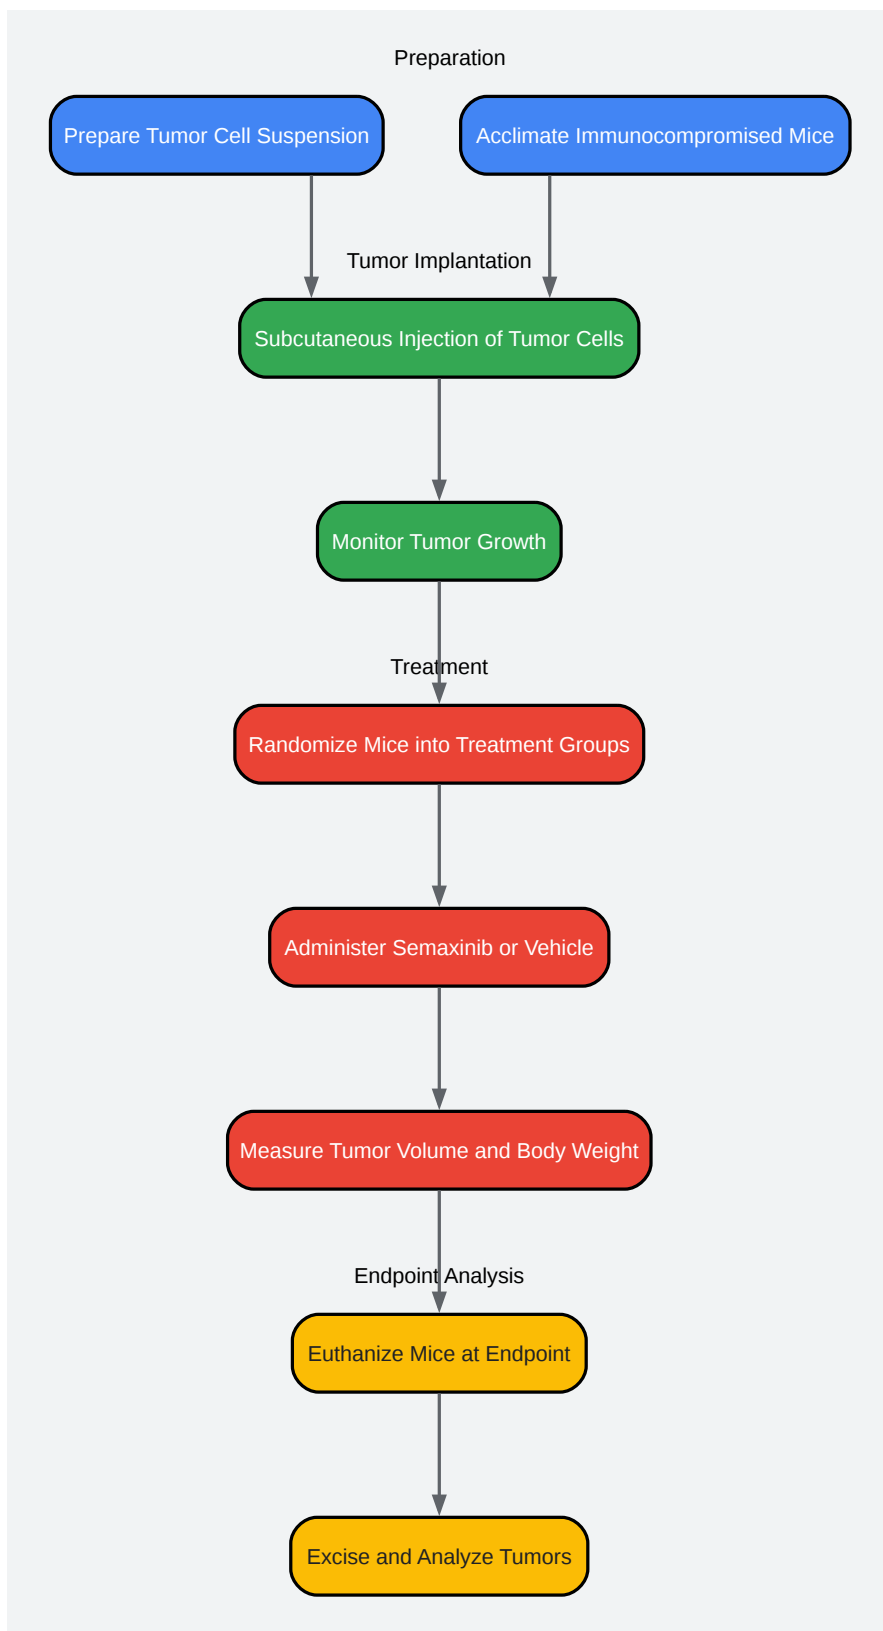 Preparation
Prepare Tumor Cell Suspension
Acclimate Immunocompromised Mice
Tumor Implantation
Subcutaneous Injection of Tumor Cells
Monitor Tumor Growth
Treatment
Randomize Mice into Treatment Groups
Administer Semaxinib or Vehicle
Measure Tumor Volume and Body Weight
Endpoint Analysis
Euthanize Mice at Endpoint
Excise and Analyze Tumors